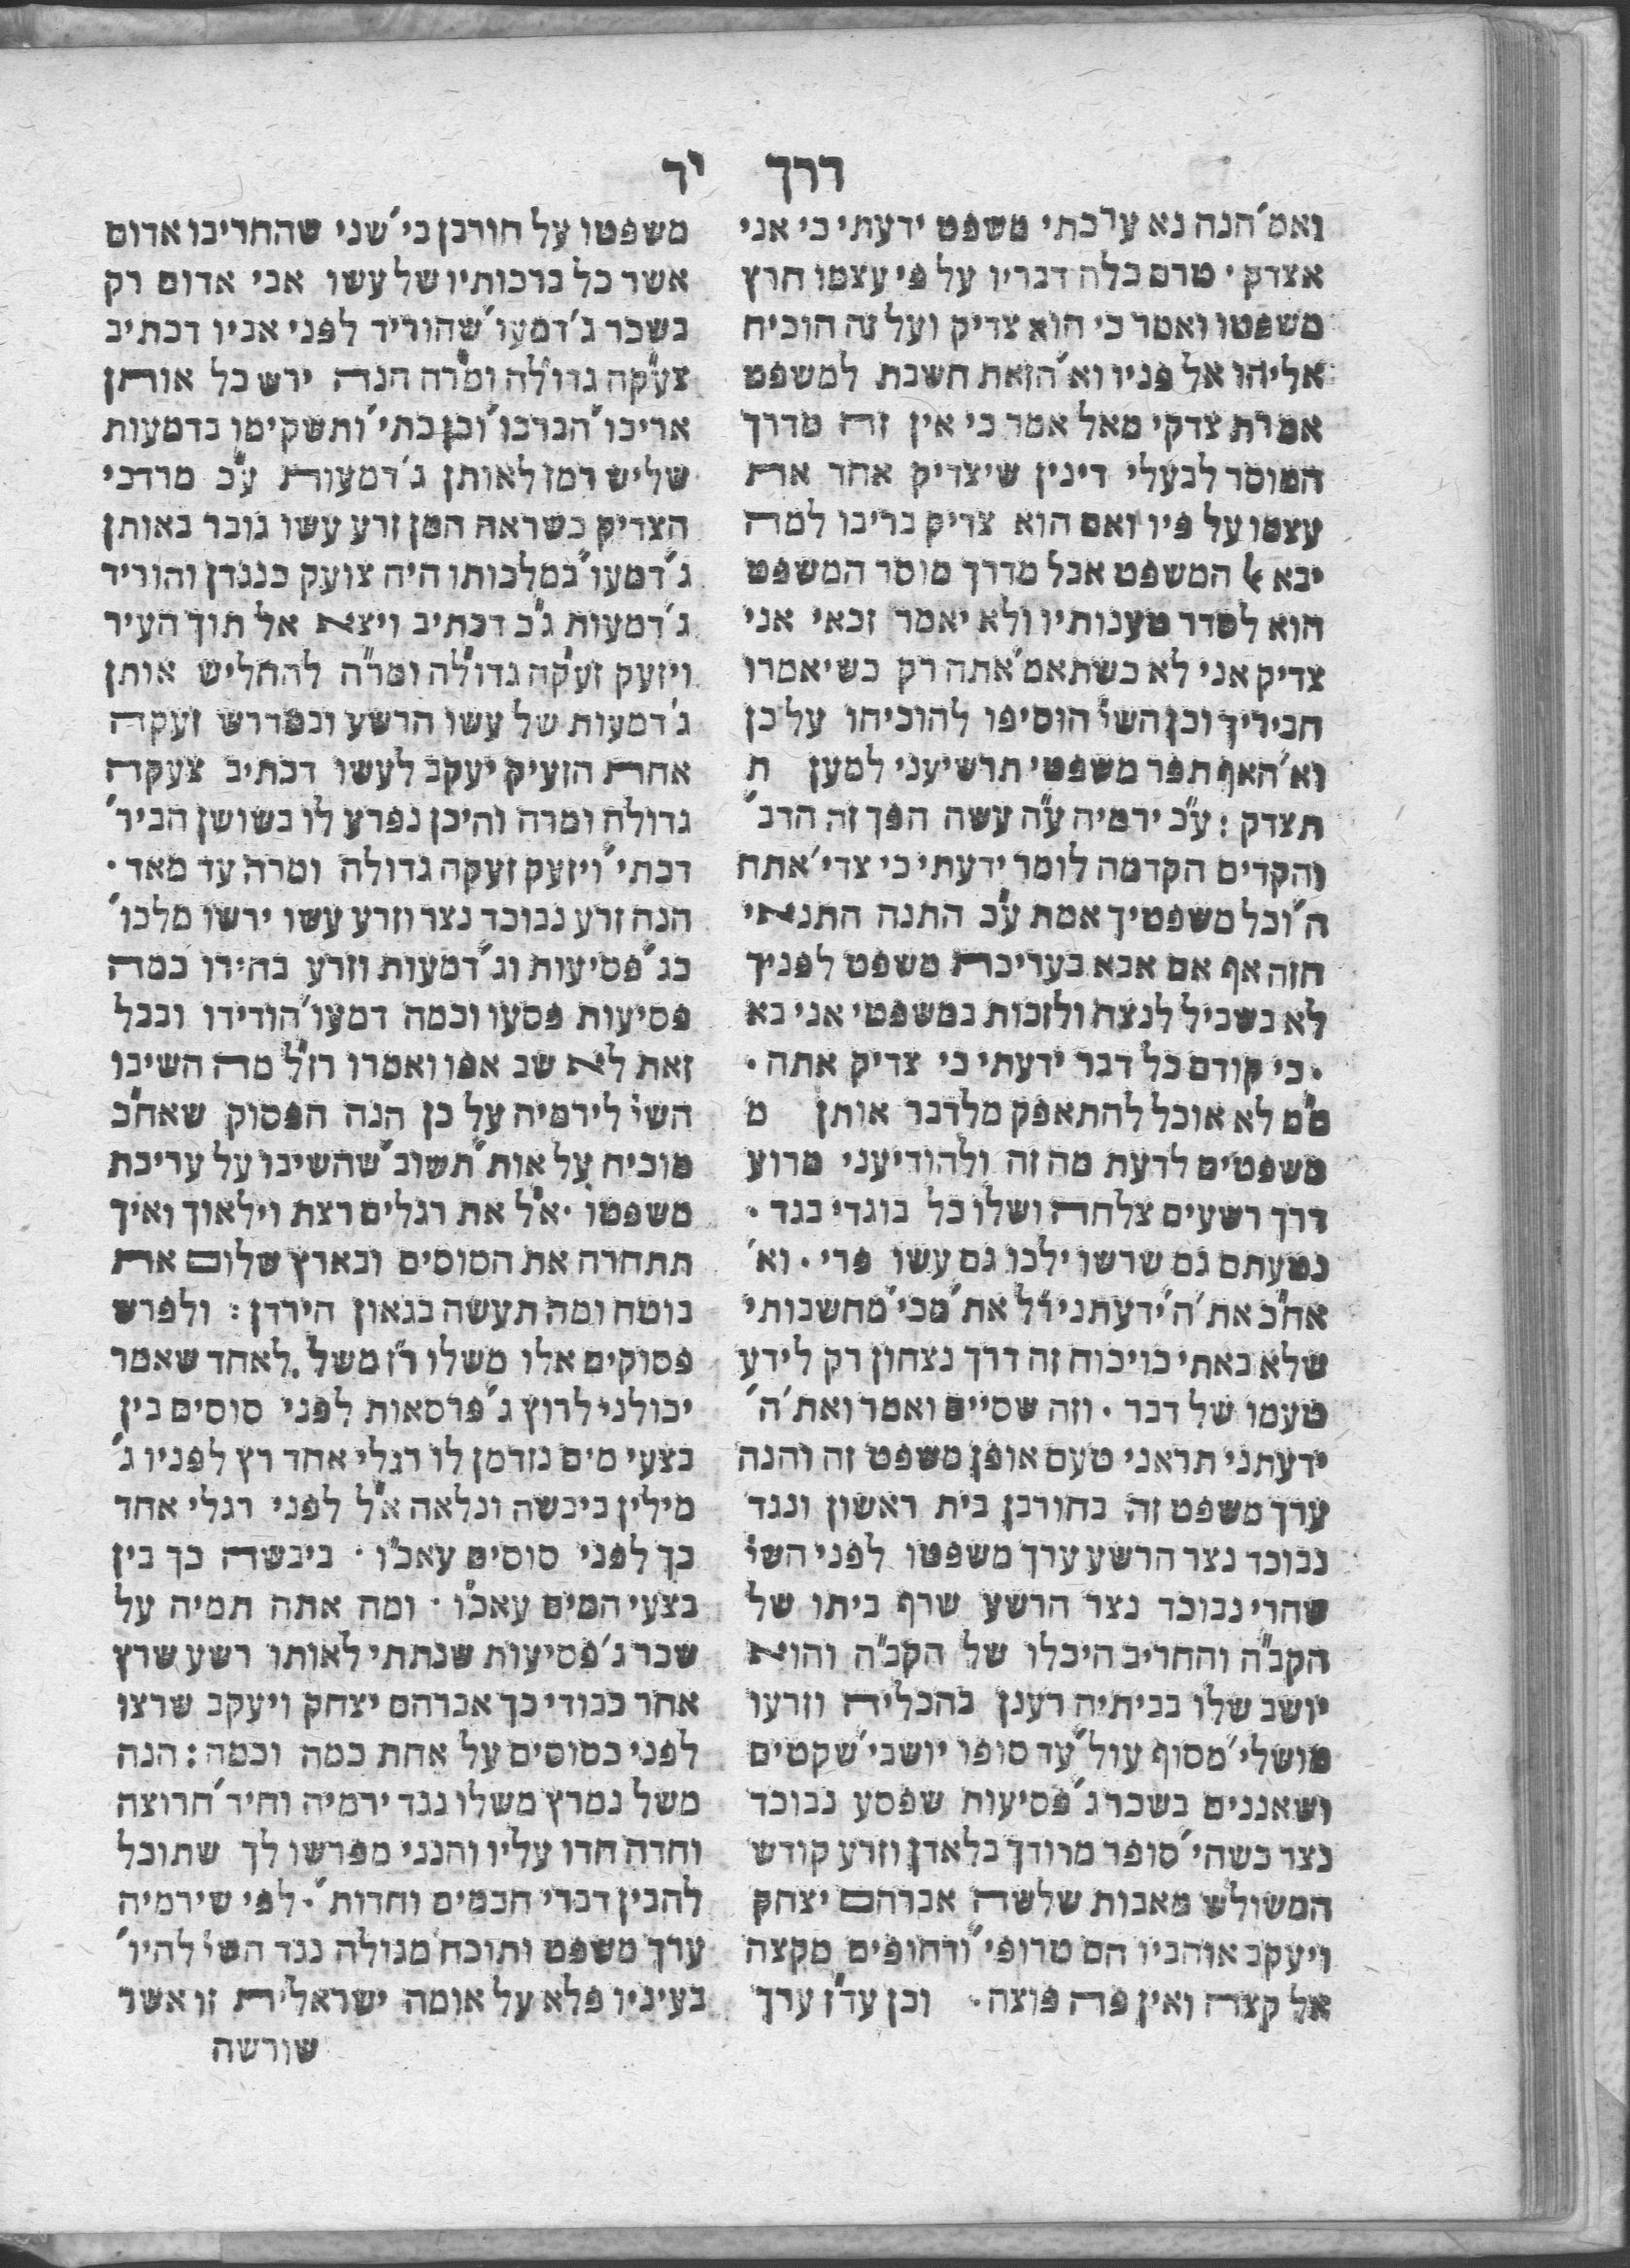 דרך יד
ואמ' הנה נא ערכתי משפט ידעתי כי אני
אצדק · טרם כלה דבריו על פי עצמו חרץ
משפטו ואמר כי הוא צדיק ועל זה הוכיח
אליהו אל פניו וא' הזאת חשבת למשפט
אמרת צדקי מאל אמר כי אין זה מדרך
המוסר לבעלי דינין שיצדיק אחד את
עצמו על פיו ואם הוא צדיק בריבו למה
יבא המשפט אבל מדרך מוסר המשפט
הוא לסדר טענותיו ולא יאמר זכאי אני
צדיק אני לא כשתאמ' אתה רק כשיאמרו
חביריך וכן השי' הוסיפו להוכיחו על כן
וא' האף תפר משפטי תרשיעני למען ת
תצדק : ע"כ ירמיה ע"ה עשה הפך זה הדב'
והקדים הקדמה לומר ידעתי כי צדי' אתה
ה' וכל משפטיך אמת ע"כ התנה התנאי
הזה אף אם אבא בעריכת משפט לפניך
לא בשביל לנצח ולזכות במשפטי אני בא
· כי קודם כל דבר ידעתי כי צדיק אתה ·
מ"מ לא אוכל להתאפק מלדבר אותן מ
משפטים לדעת מה זה ולהודיעני מדוע
דרך רשעים צלחה ושלו כל בוגדי בגד ·
נטעתם גם שרשו ילכו גם עשו פרי · וא'
אח"כ את' ה' ידעתני ר"ל את' מכי' מחשבותי
שלא באתי בויכוח זה דרך נצחון רק לידע
טעמו של דבר · וזה שסיים ואמר ואת' ה'
ידעתני תראני טעם אופן משפט זה והנה
ערך משפט זה בחורבן בית ראשון ונגד
נבוכד נצר הרשע ערך משפטו לפני השי'
שהרי נבוכד נצר הרשע שרף ביתו של
הקב"ה והחריב היכלו של הקב"ה והוא
יושב שלו בביתיה רענן בהכליה וזרעו
מושלי' מסוף עול' עד סופו יושבי' שקטים
ושאננים בשכר ג' פסיעות שפסע נבוכד
נצר כשהי' סופר מרודך בלאדן וזרע קודש
המשולש מאבות שלשה אברהם יצחק
ויעקב אוהביו הם טרופי' ודחופים מקצה
אל קצה ואין פה פוצה · וכן עד"ז ערך
משפטו על חורבן בי' שני שהחריבו אדום
אשר כל ברכותיו של עשו אבי אדום רק
בשכר ג' דמעו' שהוריד לפני אביו דכתיב
צעקה גדולה ומרה הנה ירש כל אותן
אריכו' הברכו' וכן כתי' ותשקימו בדמעות
שליש רמז לאותן ג' דמעות ע"כ מרדכי
הצדיק כשראה המן זרע עשו גובר באותן
ג' דמעו' במלכותו היה צועק כנגדן והוריד
ג' דמעות ג"כ דכתיב ויצא אל תוך העיר
ויזעק זעקה גדולה ומרה להחליש אותן
ג' דמעות של עשו הרשע ובמדרש זעקה
אחת הזעיק יעקב לעשו דכתיב צעקה
גדולה ומרה והיכן נפרע לו בשושן הביר'
דכתי' ויזעק זעקה גדולה ומרה עד מאד ·
הנה זרע נבוכד נצר וזרע עשו ירשו מלכו'
בג' פסיעות וג' דמעות וזרע בחירו כמה
פסיעות פסעו וכמה דמעו' הורידו ובכל
זאת לא שב אפו ואמרו רז"ל מה השיבו
השי' לירמיה על כן הנה הפסוק שאח"כ
מוכיח על אות' תשוב' שהשיבו על עריכת
משפטו · א"ל את רגלים רצת וילאוך ואיך
תתחרה את הסוסים ובארץ שלום את
בוטח ומה תעשה בגאון הירדן : ולפרש
פסוקים אלו משלו ר"ז משל . לאחד שאמר
יכולני לרוץ ג' פרסאות לפני סוסים בין
בצעי מים נזדמן לו רגלי אחד רץ לפניו ג'
מילין ביבשה ונלאה א"ל לפני רגלי אחד
כך לפני סוסים עאכ"ו · ביבשה כך בין
בצעי המים עאכ"ו · ומה אתה תמיה על
שכר ג' פסיעות שנתתי לאותו רשע שרץ
אחר כבודי כך אברהם יצחק ויעקב שרצו
לפני כסוסים על אחת כמה וכמה : הנה
משל נמרץ משלו נגד ירמיה וחיד' חרוצה
וחדה חדו עליו והנני מפרשו לך שתוכל
להבין דברי חכמים וחדות' · לפי שירמיה
ערך משפט ותוכח' מגולה נגד השי' להיו'
בעיניו פלא על אומה ישראלית זו אשר
שורשה